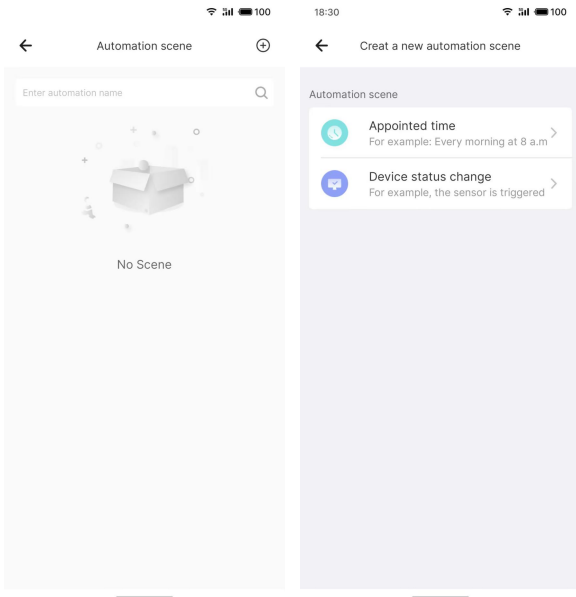 100
Automation scene
Enter automation name
No Scene
18:30
100
Creat a new automation scene
Automation scene
Appointed time
For example: Every morning at 8 a.m
Device status change
For example, the sensor is triggered